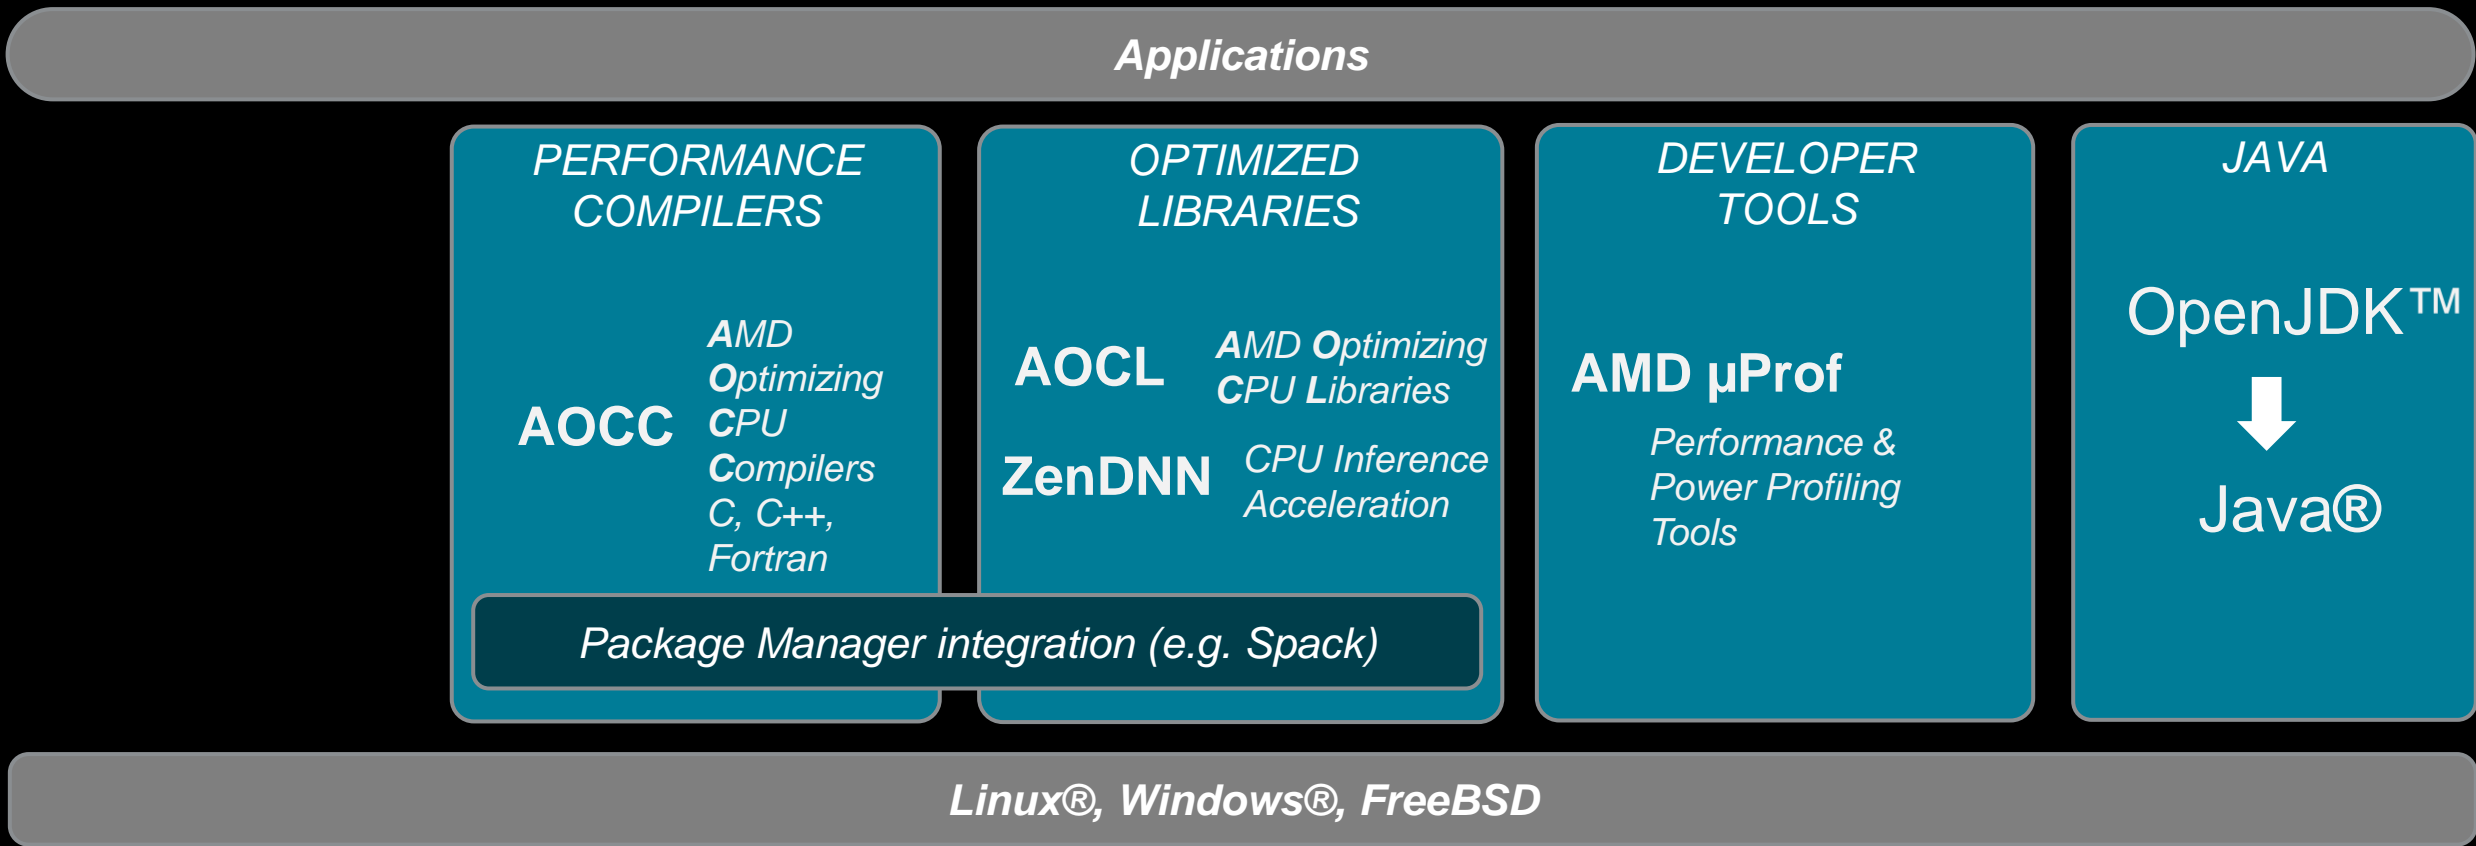 Applications
PERFORMANCE
COMPILERS
AOCC
AMD
Optimizing
CPU
Compilers
C, C++,
Fortran
OPTIMIZED
LIBRARIES
AOCL
AMD Optimizing
CPU Libraries
ZenDNN
CPU Inference
Acceleration
Package Manager integration (e.g. Spack)
DEVELOPER
TOOLS
AMD µProf
Performance &
Power Profiling
Tools
JAVA
OpenJDK™
Java®
Linux®, Windows®, FreeBSD